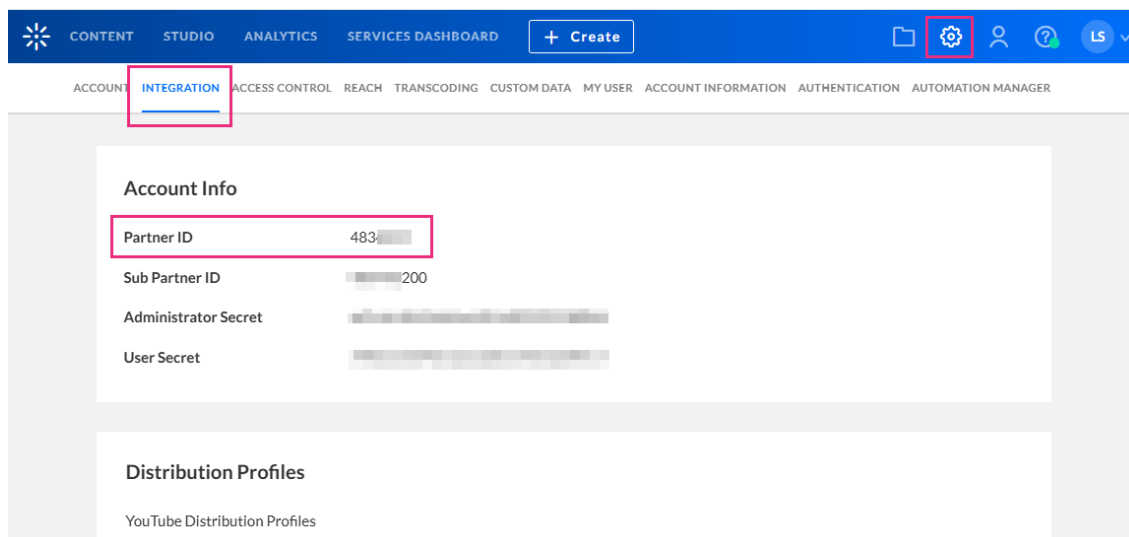 CONTENT STUDIO ANALYTICS SERVICES DASHBOARD + Create LS
ACCOUNT INTEGRATION ACCESS CONTROL REACH TRANSCODING CUSTOM DATA MY USER ACCOUNT INFORMATION AUTHENTICATION AUTOMATION MANAGER
Account Info
Partner ID 483
Sub Partner ID 200
Administrator Secret
User Secret
Distribution Profiles
YouTube Distribution Profiles